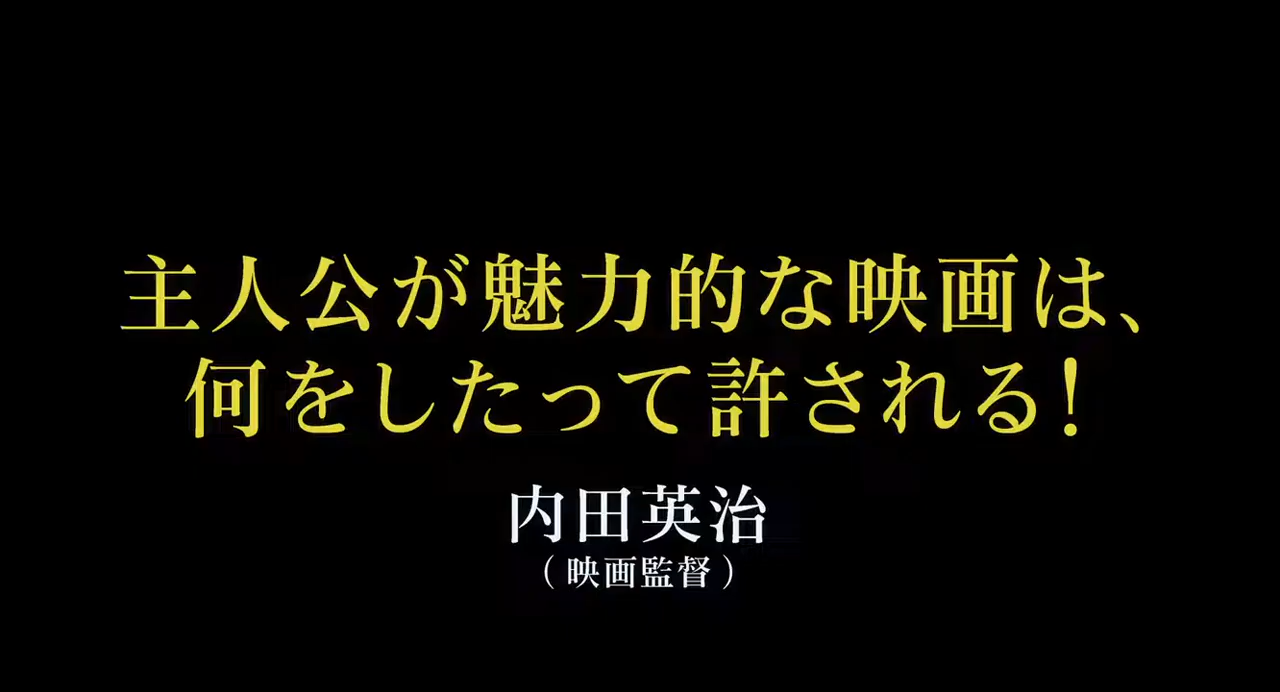 主人公が魅力的な映画は、
何をしたって許される！
内田英治
（映画監督）